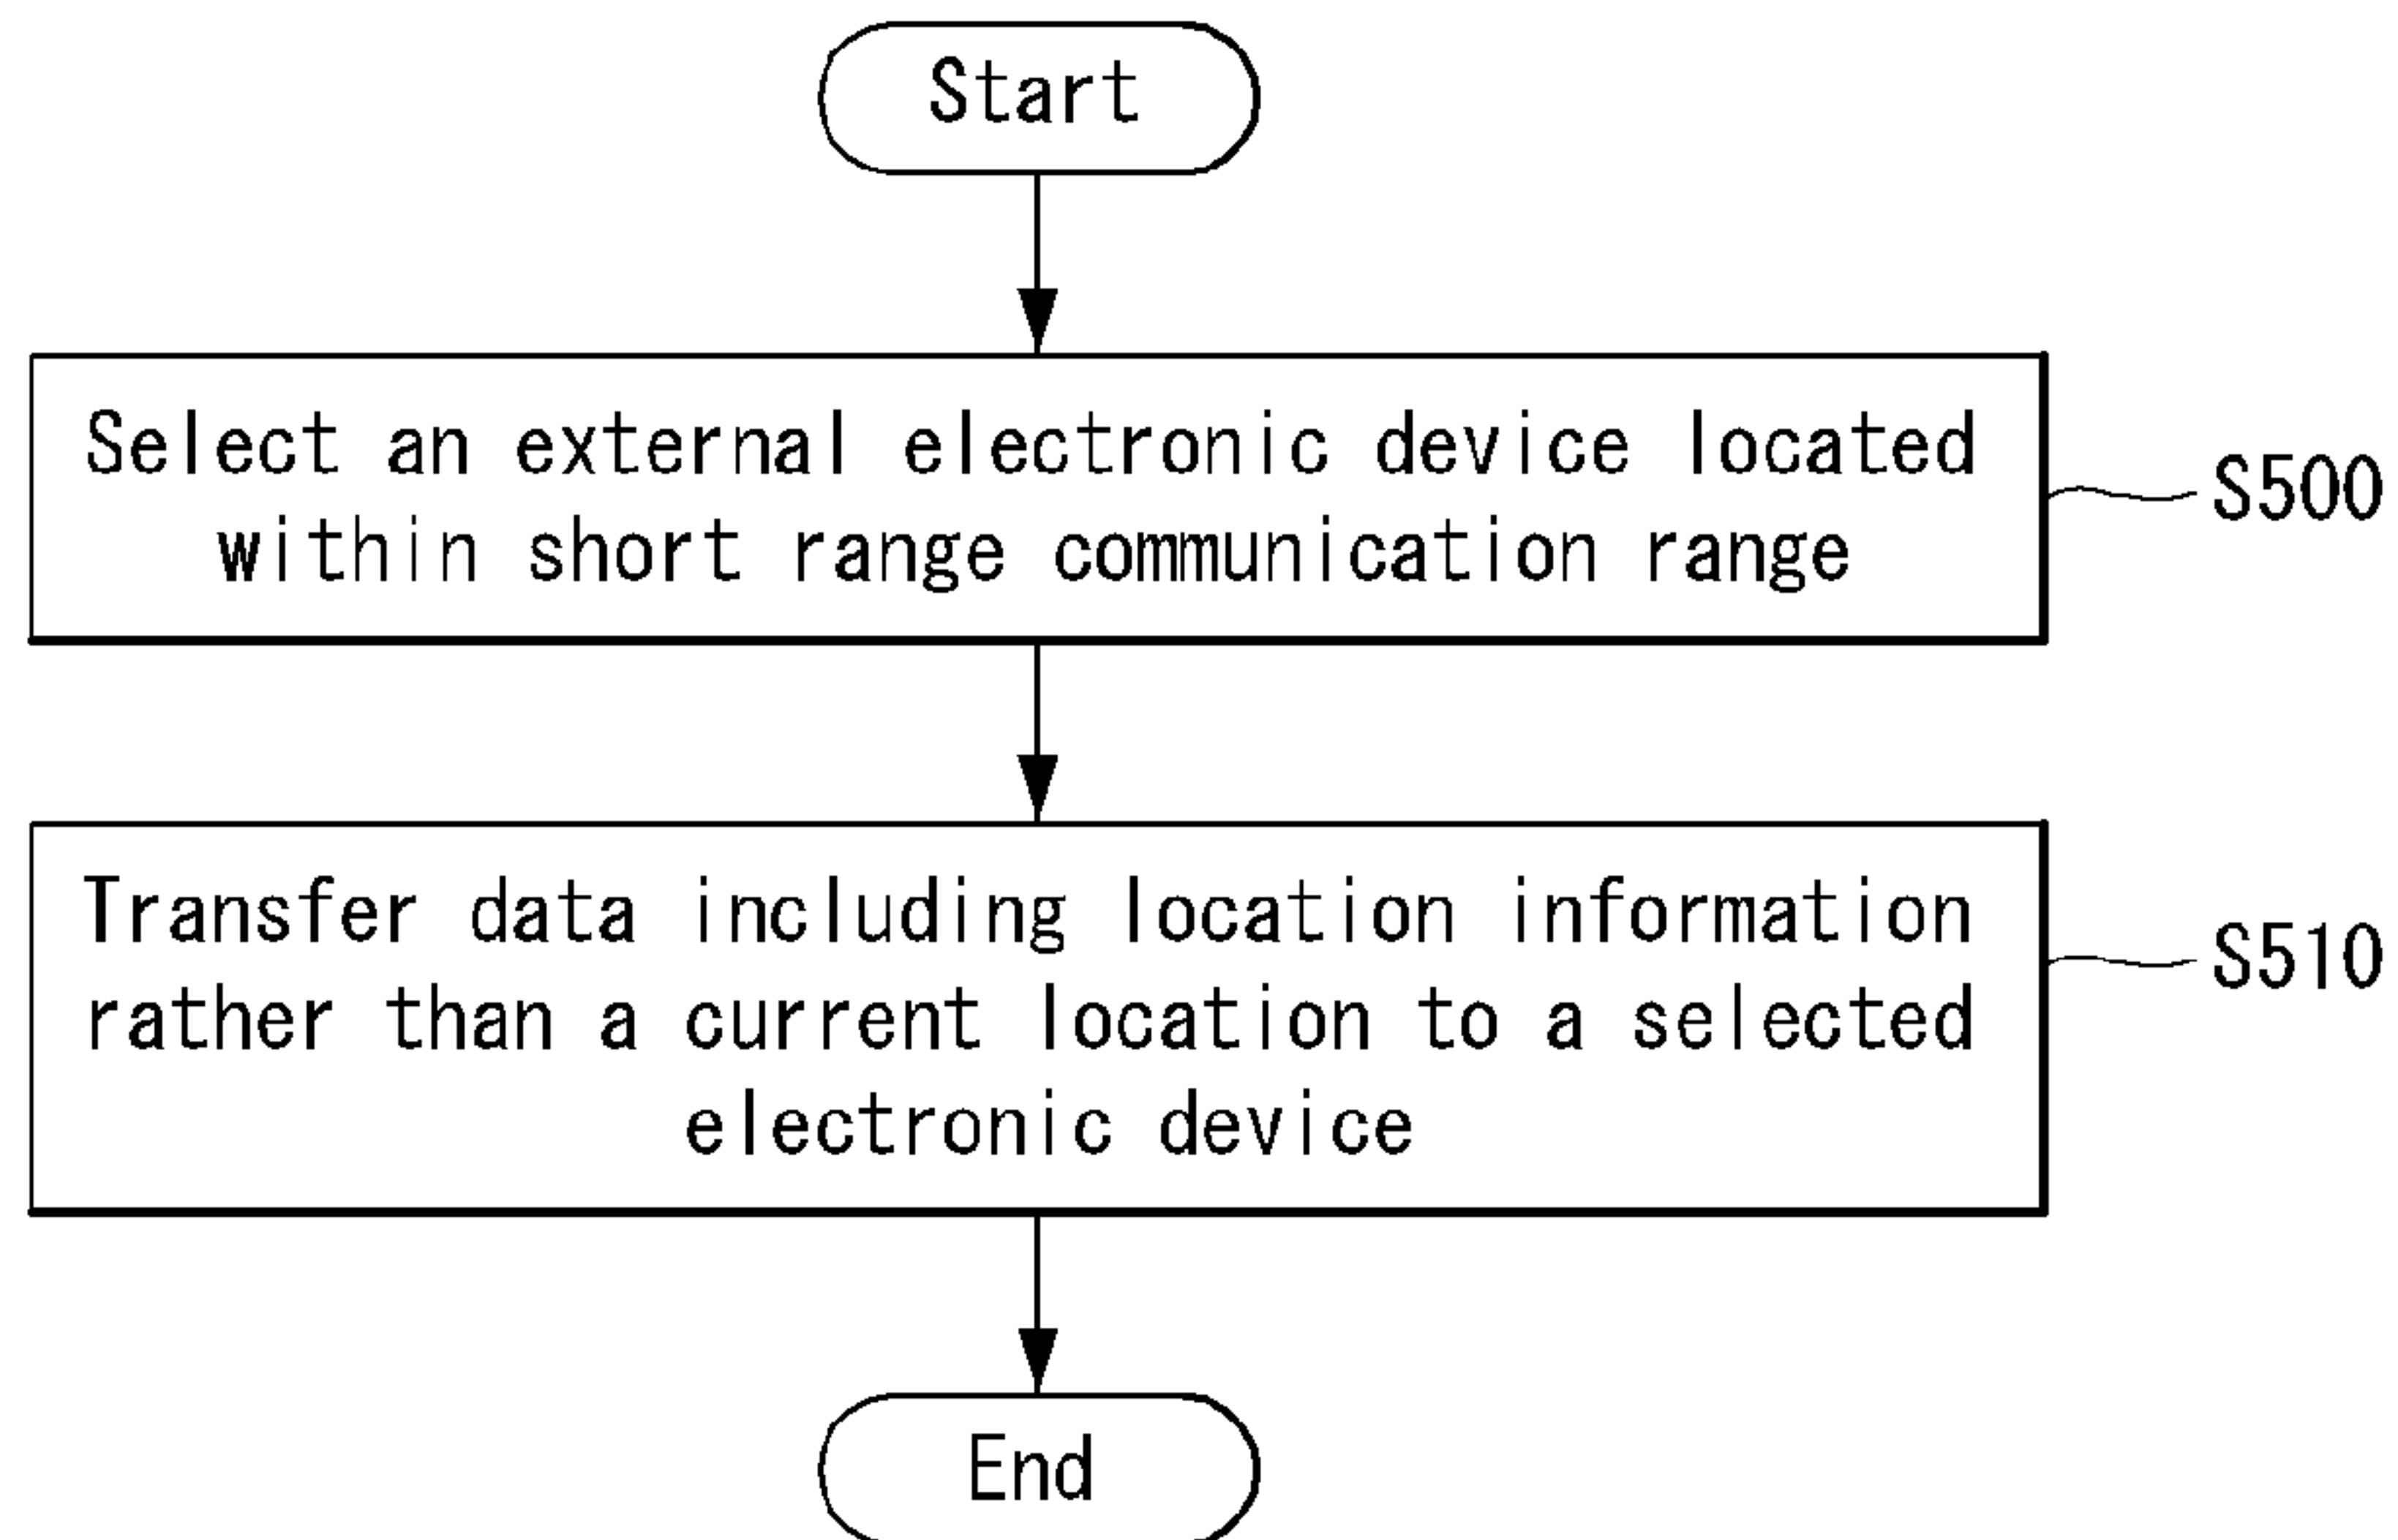 Start
Select an external electronic device located
within short range communication range
S500
Transfer data including location information
rather than a current location to a selected
electronic device
S510
End